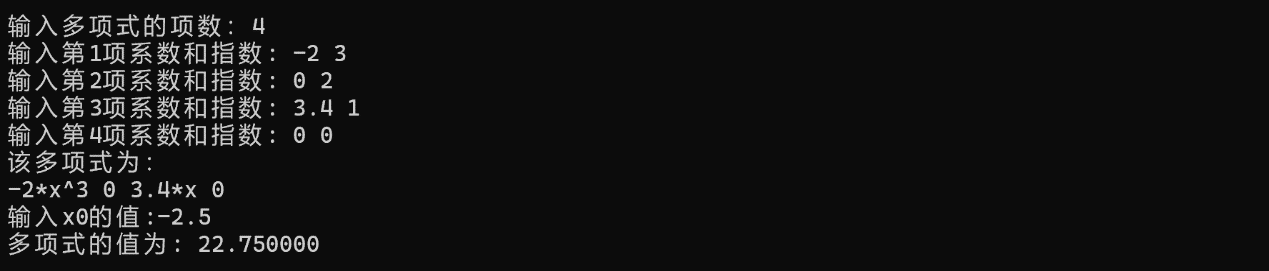 输入多项式的项数: 4
输入第1项系数和指数: -2 3
输入第2项系数和指数: 0 2
输入第3项系数和指数: 3.4 1
输入第4项系数和指数: 0 0
该多项式为:
-2*x^3 0 3.4*x 0
输入x0的值:-2.5
多项式的值为: 22.750000